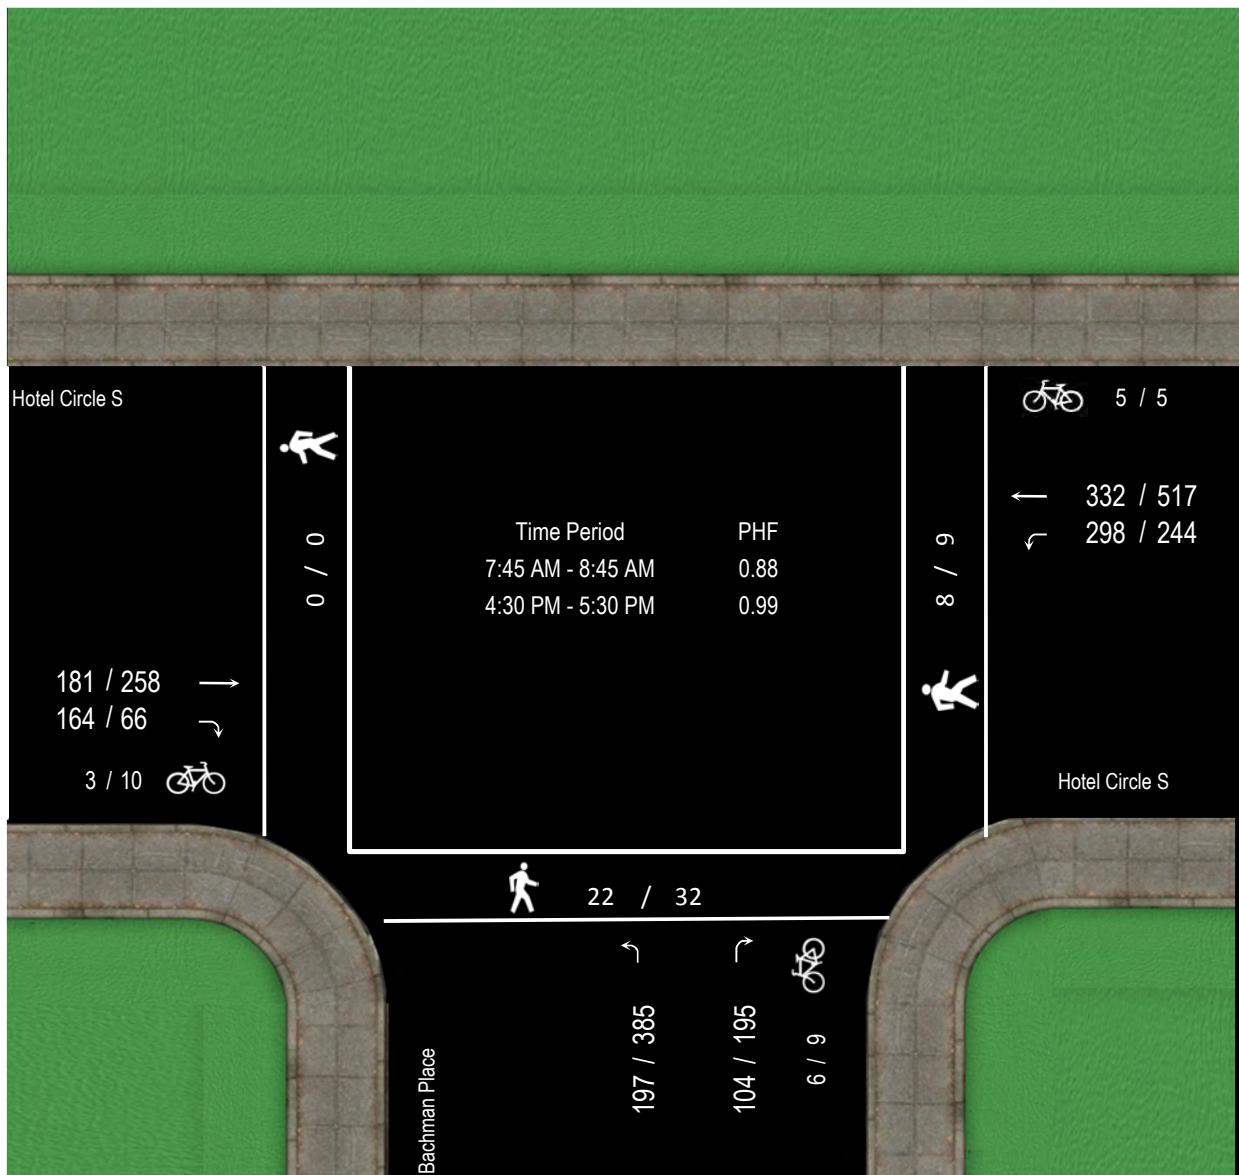 Hotel Circle S
5 / 5
332 / 517
298 / 244
Time Period PHF
7:45 AM - 8:45 AM 0.88
4:30 PM - 5:30 PM 0.99
0 / 0
8 / 9
181 / 258
164 / 66
3 / 10
Hotel Circle S
22 / 32
197 / 385
104 / 195
6 / 9
Bachman Place